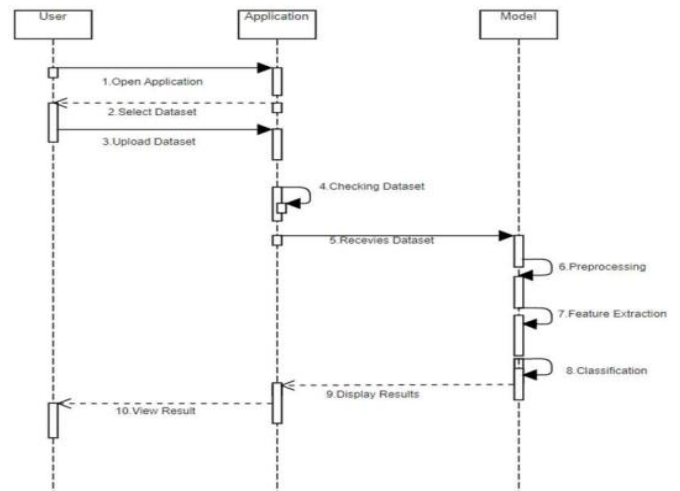 User
Application
Model
1.Open Application
2.Select Dataset
3.Upload Dataset
4.Checking Dataset
5.Recevies Dataset
6.Preprocessing
7.Feature Extraction
8.Classification
9.Display Results
10.View Result